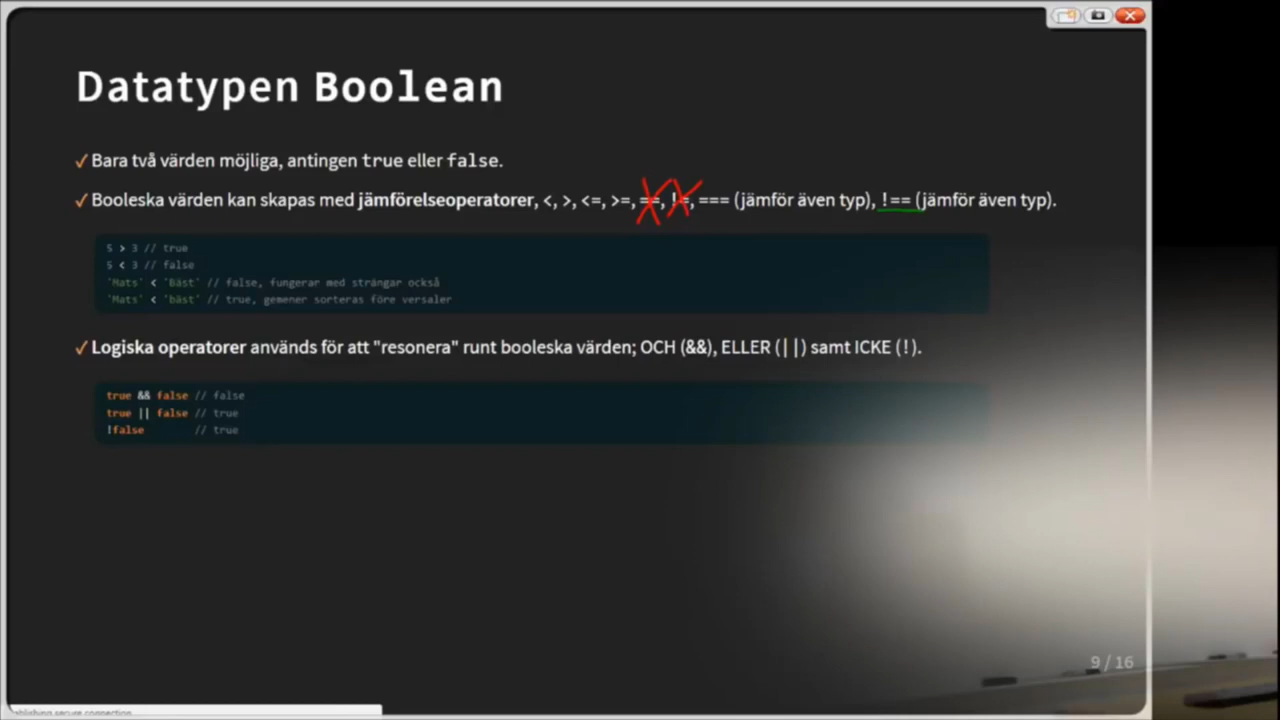 Datatypen Boolean
✓ Bara två värden möjliga, antingen true eller false.
✓ Booleska värden kan skapas med jämförelseoperatorer, <, >, <=, >=, ==, !=, === (jämför även typ), !== (jämför även typ).
5 > 3 // true
5 < 3 // false
`Mats` < `Bäst` // false, fungerar med strängar också
`Mats` < `bäst` // true, gemener sorteras före versaler
✓ Logiska operatorer används för att "resonera" runt booleska värden; OCH (&&), ELLER (||) samt ICKE (!).
true && false // false
true || false // true
!false // true
9 / 16
secure connection